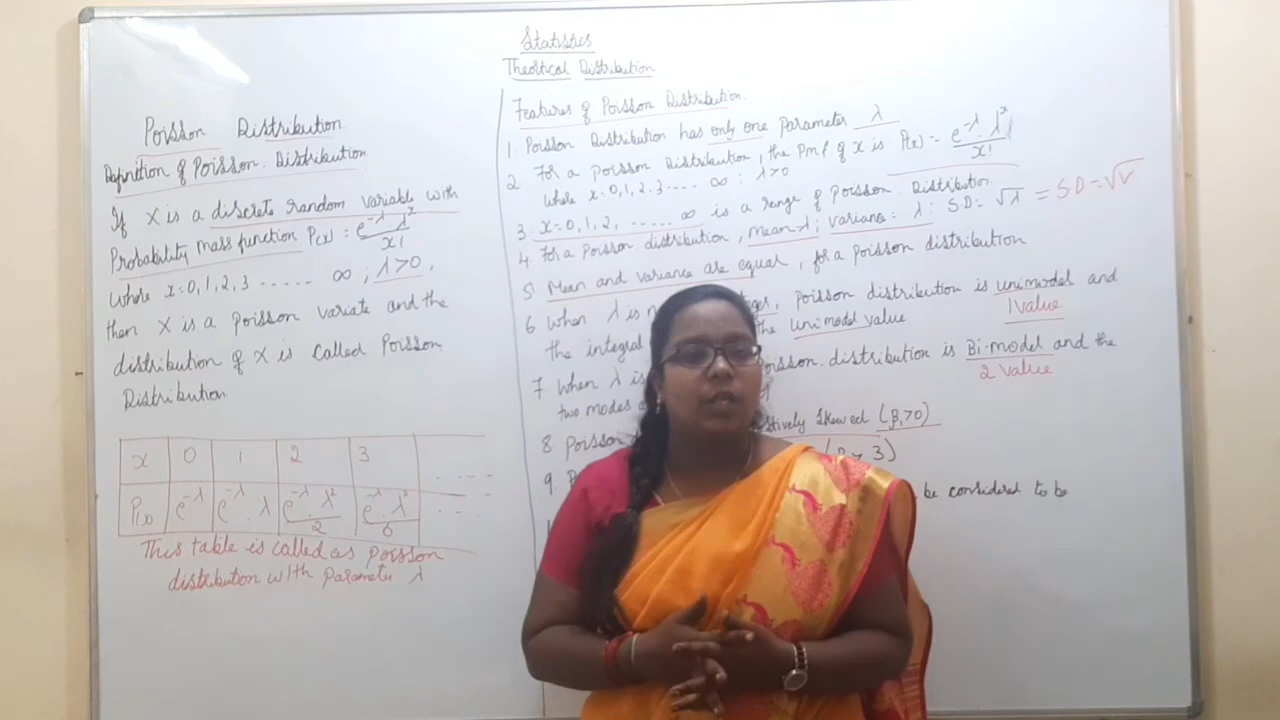 Statistics
Theortical Distribution
Poisson Distribution
Definition of Poisson. Distribution
If X is a discrete random variable with
Probability mass function P(x) = e^-λ λ^x / x!
where x=0,1,2,3 ...... ∞ ; λ>0,
then X is a poisson variate and the
distribution of X is called Poisson
Distribution
x 0 1 2 3
P(x) e^-λ e^-λ . λ e^-λ . λ² / 2 e^-λ . λ³ / 6
This table is called as poisson
distribution with parameter λ
Features of Poisson Distribution.
1. Poisson Distribution has only one Parameter λ
2. For a poisson Distribution, the Pmf of x is P(x) = e^-λ . λ^x / x!
where x=0,1,2,3..... ∞ : λ>0
3. x=0,1,2, ...... ∞ is a range of poisson Distribution
4. For a Poisson distribution, Mean=λ; variance= λ: S.D= √λ = S.D=√V
5. Mean and variance are equal, for a poisson distribution
6 When λ is poisson distribution is unimodel and
the integral the unimodel value 1 value
7. When λ is distribution is Bi-model and the
two modes 2 value
8 Poisson skewed (β₁>0)
9. 3)
be considered to be